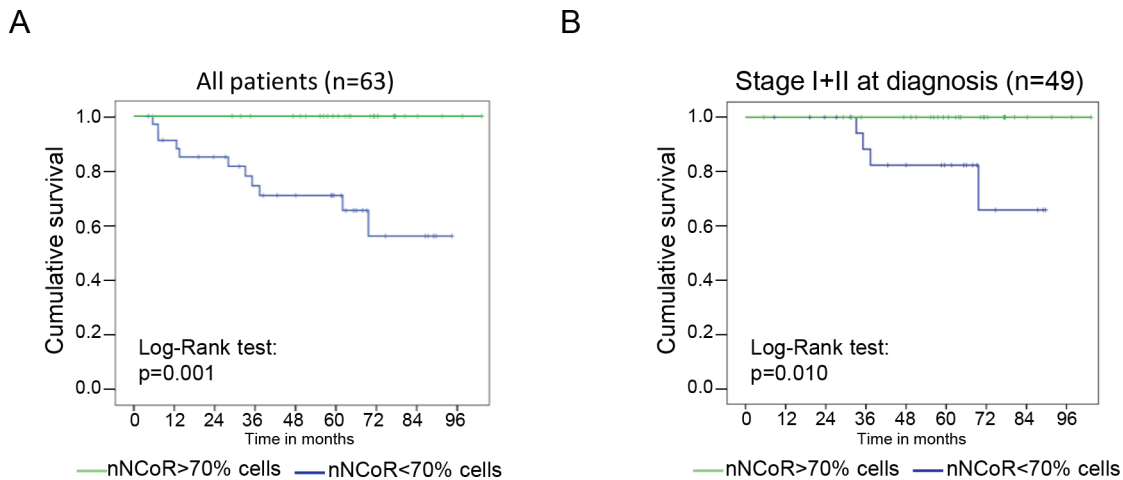 A
All patients (n=63)
Cumulative survival
1.0
0.8
0.6
0.4
0.2
0.0
Log-Rank test:
p=0.001
0 12 24 36 48 60 72 84 96
Time in months
nNCoR>70% cells nNCoR<70% cells
B
Stage I+II at diagnosis (n=49)
Cumulative survival
1.0
0.8
0.6
0.4
0.2
0.0
Log-Rank test:
p=0.010
0 12 24 36 48 60 72 84 96
Time in months
nNCoR>70% cells nNCoR<70% cells